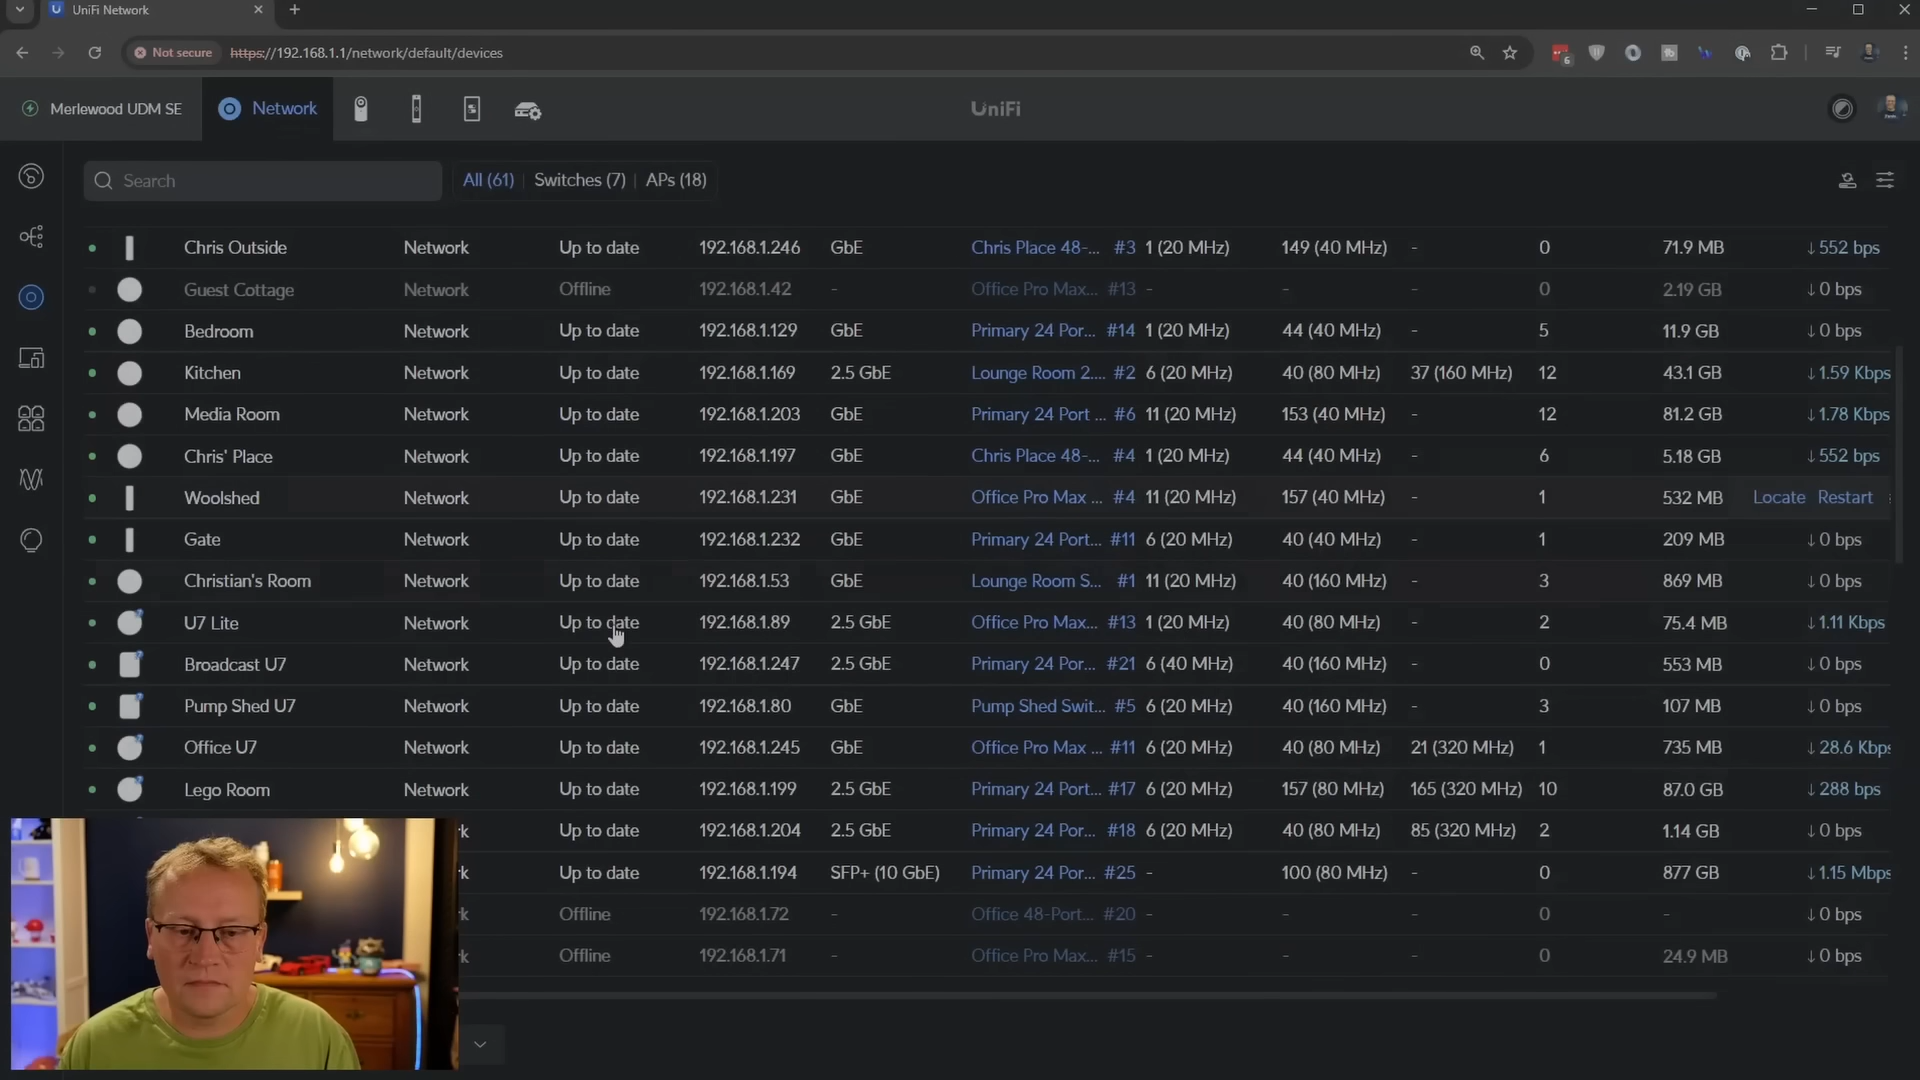 UniFi Network
Not secure https://192.168.1.1/network/default/devices
6
Merlewood UDM SE Network UniFi
Search All (61) Switches (7) APs (18)
Chris Outside Network Up to date 192.168.1.246 GbE Chris Place 48-... #3 1 (20 MHz) 149 (40 MHz) - 0 71.9 MB ↓ 552 bps
Guest Cottage Network Offline 192.168.1.42 - Office Pro Max... #13 - - - 0 2.19 GB ↓ 0 bps
Bedroom Network Up to date 192.168.1.129 GbE Primary 24 Por... #14 1 (20 MHz) 44 (40 MHz) - 5 11.9 GB ↓ 0 bps
Kitchen Network Up to date 192.168.1.169 2.5 GbE Lounge Room 2.... #2 6 (20 MHz) 40 (80 MHz) 37 (160 MHz) 12 43.1 GB ↓ 1.59 Kbps
Media Room Network Up to date 192.168.1.203 GbE Primary 24 Port ... #6 11 (20 MHz) 153 (40 MHz) - 12 81.2 GB ↓ 1.78 Kbps
Chris' Place Network Up to date 192.168.1.197 GbE Chris Place 48-... #4 1 (20 MHz) 44 (40 MHz) - 6 5.18 GB ↓ 552 bps
Woolshed Network Up to date 192.168.1.231 GbE Office Pro Max ... #4 11 (20 MHz) 157 (40 MHz) - 1 532 MB Locate Restart
Gate Network Up to date 192.168.1.232 GbE Primary 24 Port... #11 6 (20 MHz) 40 (40 MHz) - 1 209 MB ↓ 0 bps
Christian's Room Network Up to date 192.168.1.53 GbE Lounge Room S... #1 11 (20 MHz) 40 (160 MHz) - 3 869 MB ↓ 0 bps
U7 Lite Network Up to date 192.168.1.89 2.5 GbE Office Pro Max... #13 1 (20 MHz) 40 (80 MHz) - 2 75.4 MB ↓ 1.11 Kbps
Broadcast U7 Network Up to date 192.168.1.247 2.5 GbE Primary 24 Por... #21 6 (40 MHz) 40 (160 MHz) - 0 553 MB ↓ 0 bps
Pump Shed U7 Network Up to date 192.168.1.80 GbE Pump Shed Swit... #5 6 (20 MHz) 40 (160 MHz) - 3 107 MB ↓ 0 bps
Office U7 Network Up to date 192.168.1.245 GbE Office Pro Max ... #11 6 (20 MHz) 40 (80 MHz) 21 (320 MHz) 1 735 MB ↓ 28.6 Kbps
Lego Room Network Up to date 192.168.1.199 2.5 GbE Primary 24 Port... #17 6 (20 MHz) 157 (80 MHz) 165 (320 MHz) 10 87.0 GB ↓ 288 bps
rk Up to date 192.168.1.204 2.5 GbE Primary 24 Por... #18 6 (20 MHz) 40 (80 MHz) 85 (320 MHz) 2 1.14 GB ↓ 0 bps
rk Up to date 192.168.1.194 SFP+ (10 GbE) Primary 24 Por... #25 - 100 (80 MHz) - 0 877 GB ↓ 1.15 Mbps
rk Offline 192.168.1.72 - Office 48-Port... #20 - - - 0 - ↓ 0 bps
rk Offline 192.168.1.71 - Office Pro Max... #15 - - - 0 24.9 MB ↓ 0 bps